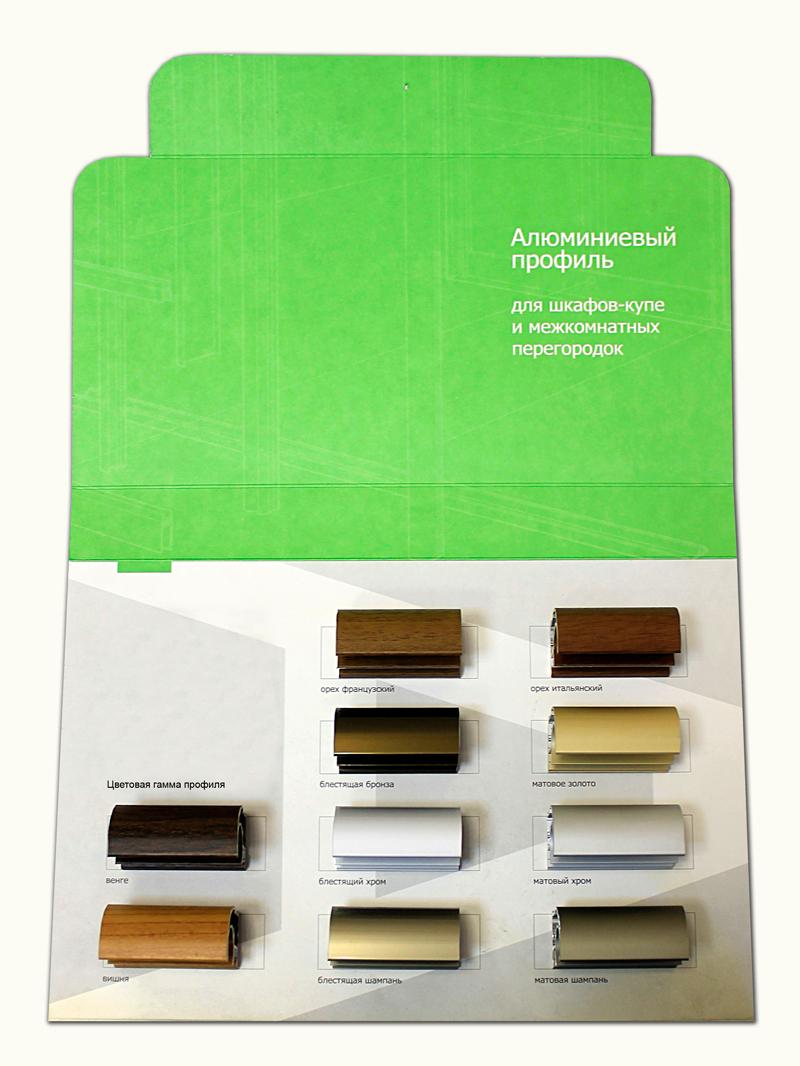 Алюминиевый
профиль
для шкафов-купе
и межкомнатных
перегородок
орех французский
орех итальянский
блестящая бронза
матовое золото
Цветовая гамма профиля
венге
блестящий хром
матовый хром
вишня
блестящая шампань
матовая шампань